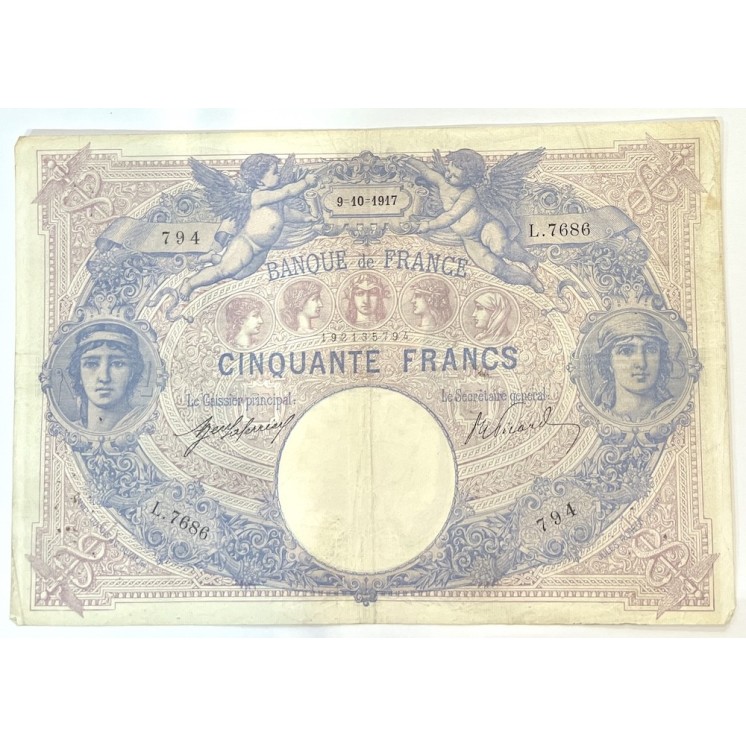 9=10=1917
794
L.7686
BANQUE de FRANCE
192135794
CINQUANTE FRANCS
Le Caissier principal:
Le Secrétaire général:
L.7686
794